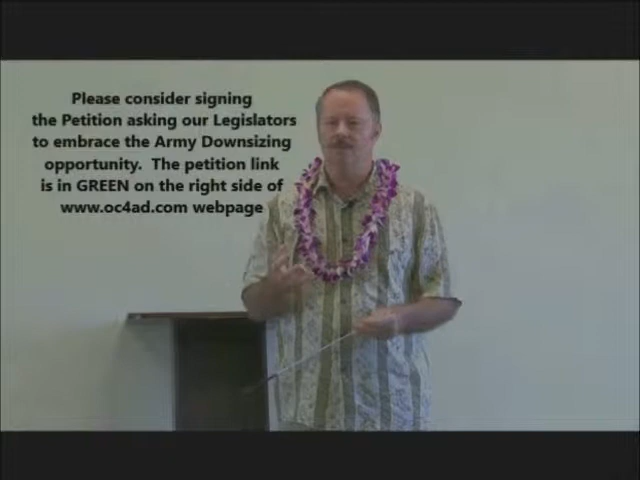 Please consider signing
the Petition asking our Legislators
to embrace the Army Downsizing
opportunity. The petition link
is in GREEN on the right side of
www.oc4ad.com webpage